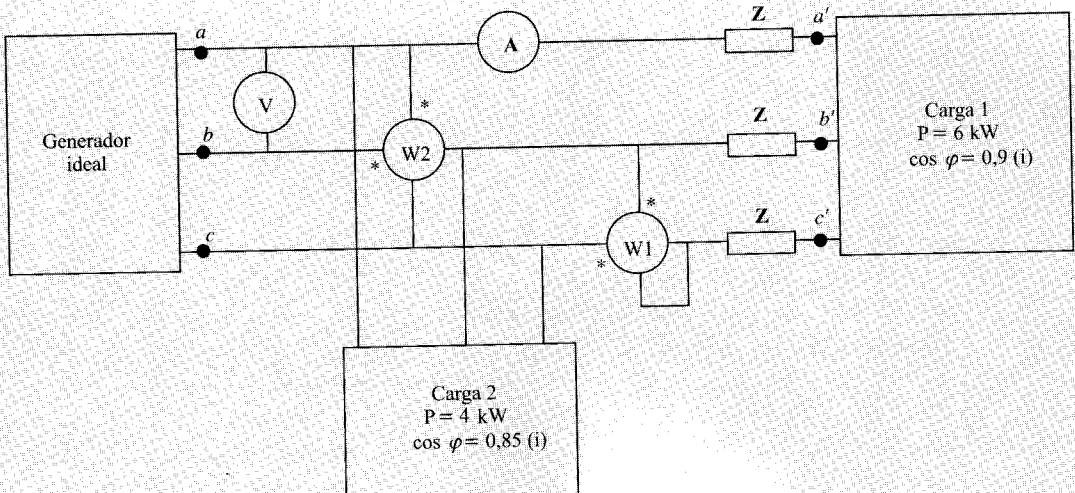 a
A
Z
a'
V
*
Generador
ideal
b
*
W2
Z
b'
Carga 1
P = 6 kW
cos φ = 0,9 (i)
c
*
*
W1
Z
c'
Carga 2
P = 4 kW
cos φ = 0,85 (i)